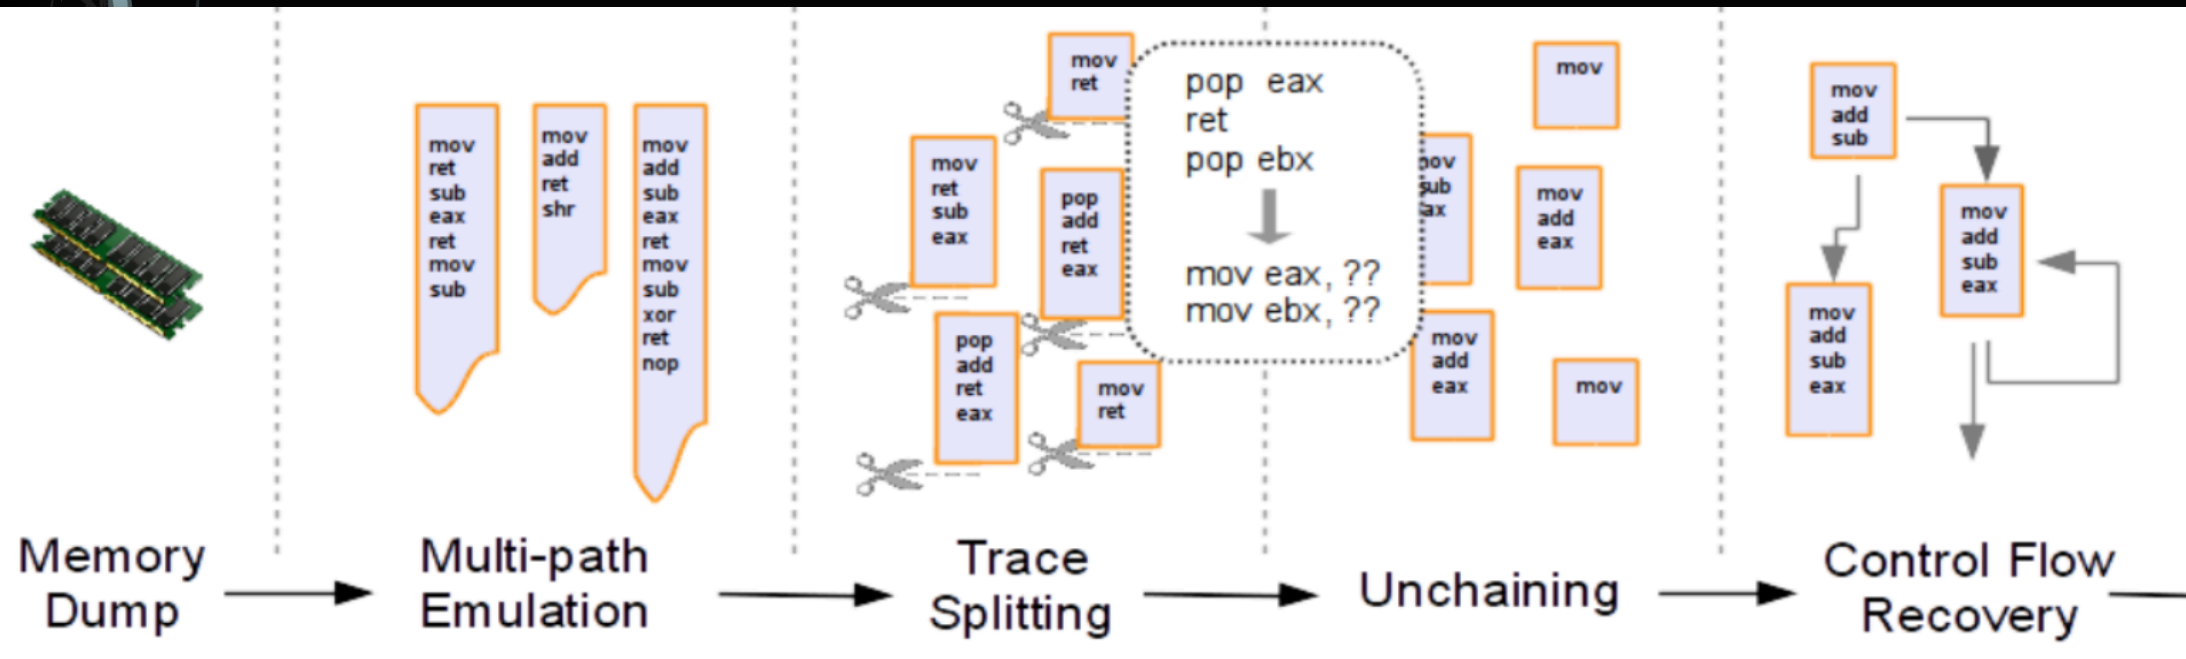 mov
ret
sub
eax
ret
mov
sub
mov
add
ret
shr
mov
add
sub
eax
ret
mov
sub
xor
ret
nop
mov
ret
mov
ret
sub
eax
pop
add
ret
eax
pop
add
ret
eax
mov
ret
pop eax
ret
pop ebx
mov eax, ??
mov ebx, ??
mov
sub
mov
add
eax
mov
add
eax
mov
mov
add
sub
mov
add
sub
eax
mov
add
sub
eax
Memory
Dump
Multi-path
Emulation
Trace
Splitting
Unchaining
Control Flow
Recovery